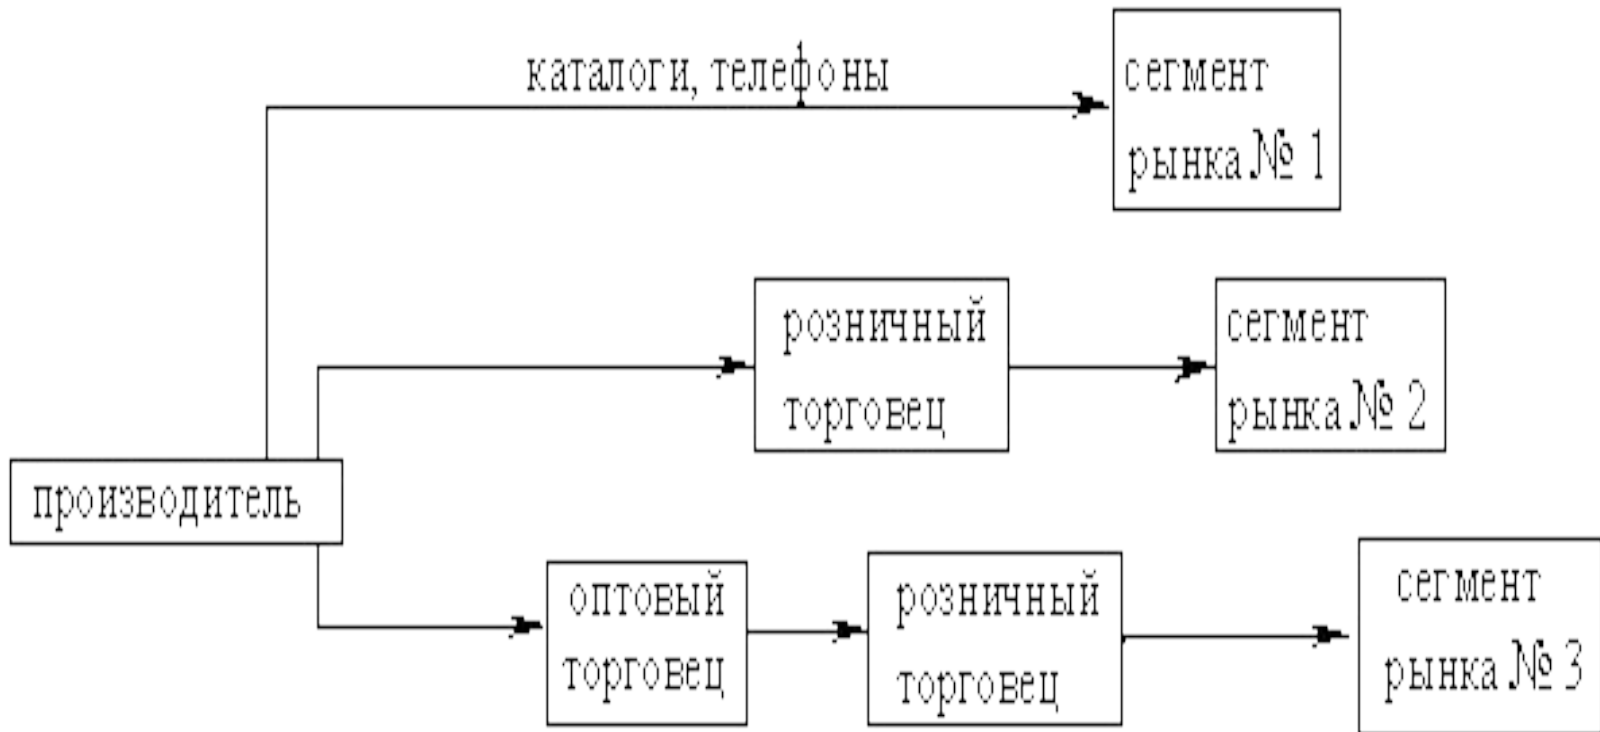 каталоги, телефоны
сегмент
рынка № 1
розничный
торговец
сегмент
рынка № 2
производитель
оптовый
торговец
розничный
торговец
сегмент
рынка № 3